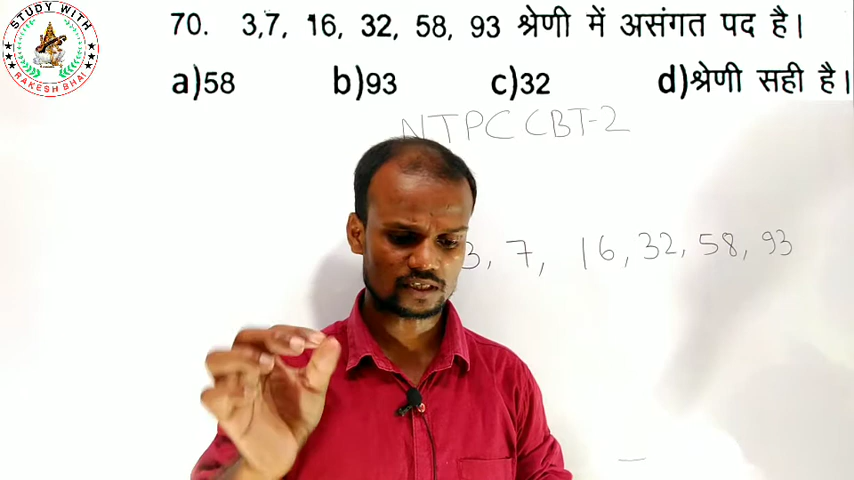 STUDY WITH
RAKESH BHAI
70. 3,7, 16, 32, 58, 93 श्रेणी में असंगत पद है।
a)58 b)93 c)32 d)श्रेणी सही है।
NTPC CBT-2
3, 7, 16, 32, 58, 93